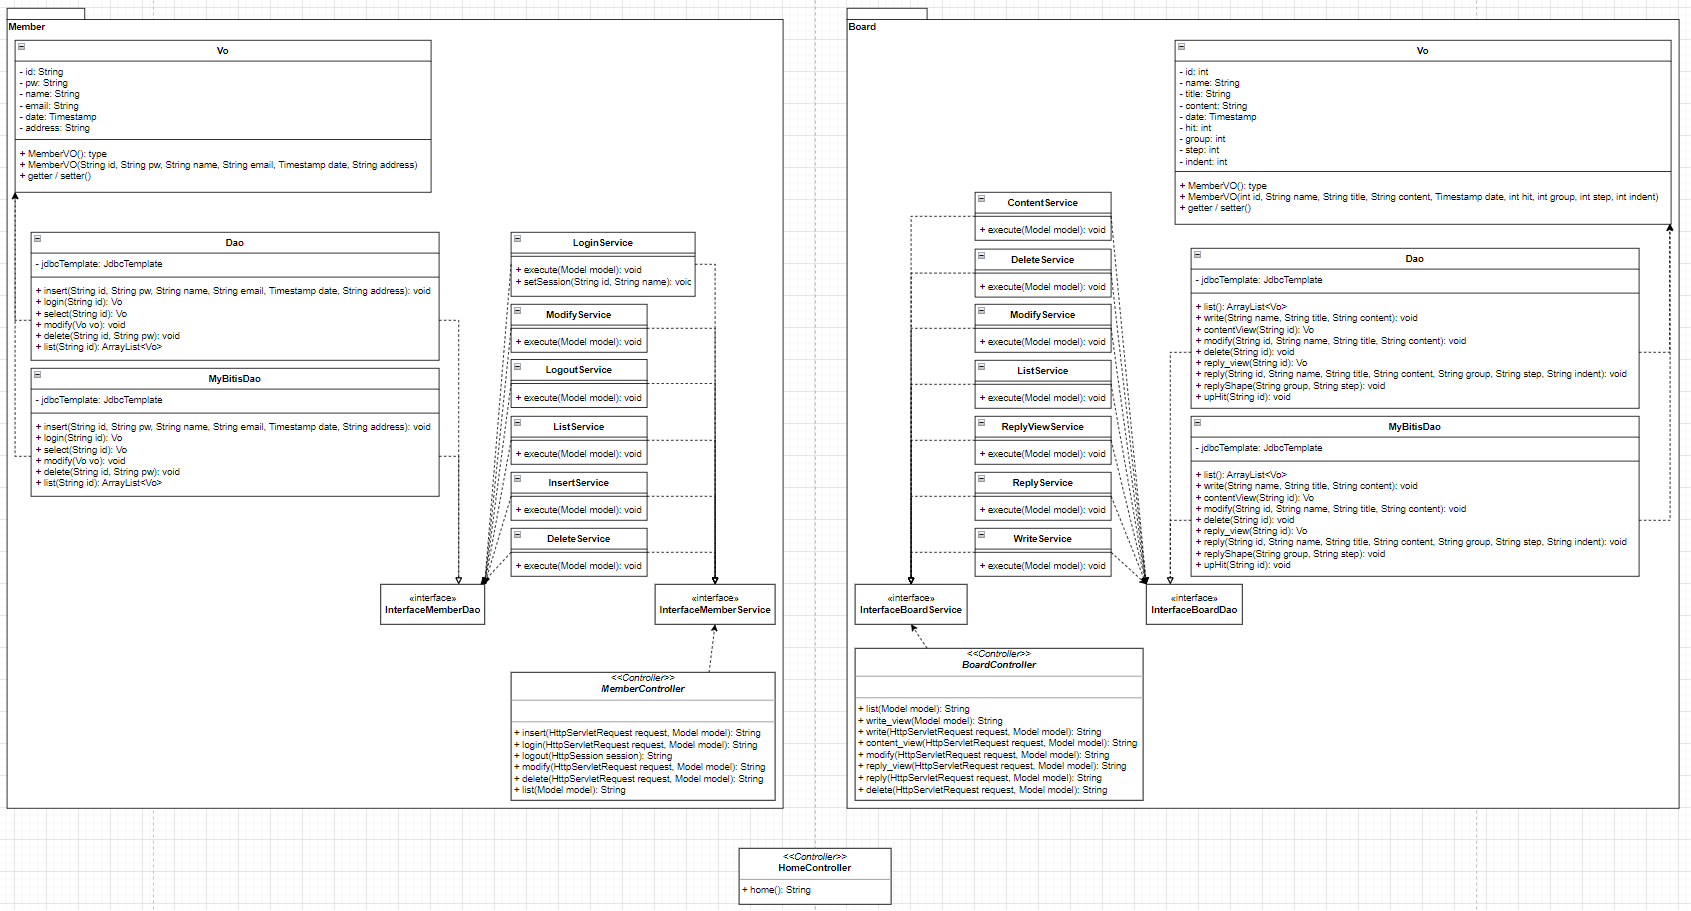 Member
Vo
- id: String
- pw: String
- name: String
- email: String
- date: Timestamp
- address: String
+ MemberVO(): type
+ MemberVO(String id, String pw, String name, String email, Timestamp date, String address)
+ getter / setter()
Dao
- jdbcTemplate: JdbcTemplate
+ insert(String id, String pw, String name, String email, Timestamp date, String address): void
+ login(String id): Vo
+ select(String id): Vo
+ modify(Vo vo): void
+ delete(String id, String pw): void
+ list(String id): ArrayList<Vo>
MyBitisDao
- jdbcTemplate: JdbcTemplate
+ insert(String id, String pw, String name, String email, Timestamp date, String address): void
+ login(String id): Vo
+ select(String id): Vo
+ modify(Vo vo): void
+ delete(String id, String pw): void
+ list(String id): ArrayList<Vo>
LoginService
+ execute(Model model): void
+ setSession(String id, String name): void
ModifyService
+ execute(Model model): void
LogoutService
+ execute(Model model): void
ListService
+ execute(Model model): void
InsertService
+ execute(Model model): void
DeleteService
+ execute(Model model): void
«interface»
InterfaceMemberDao
«interface»
InterfaceMemberService
<<Controller>>
MemberController
+ insert(HttpServletRequest request, Model model): String
+ login(HttpServletRequest request, Model model): String
+ logout(HttpSession session): String
+ modify(HttpServletRequest request, Model model): String
+ delete(HttpServletRequest request, Model model): String
+ list(Model model): String
Board
Vo
- id: int
- name: String
- title: String
- content: String
- date: Timestamp
- hit: int
- group: int
- step: int
- indent: int
+ MemberVO(): type
+ MemberVO(int id, String name, String title, String content, Timestamp date, int hit, int group, int step, int indent)
+ getter / setter()
ContentService
+ execute(Model model): void
DeleteService
+ execute(Model model): void
ModifyService
+ execute(Model model): void
ListService
+ execute(Model model): void
ReplyViewService
+ execute(Model model): void
ReplyService
+ execute(Model model): void
WriteService
+ execute(Model model): void
Dao
- jdbcTemplate: JdbcTemplate
+ list(): ArrayList<Vo>
+ write(String name, String title, String content): void
+ contentView(String id): Vo
+ modify(String id, String name, String title, String content): void
+ delete(String id): void
+ reply_view(String id): Vo
+ reply(String id, String name, String title, String content, String group, String step, String indent): void
+ replyShape(String group, String step): void
+ upHit(String id): void
MyBitisDao
- jdbcTemplate: JdbcTemplate
+ list(): ArrayList<Vo>
+ write(String name, String title, String content): void
+ contentView(String id): Vo
+ modify(String id, String name, String title, String content): void
+ delete(String id): void
+ reply_view(String id): Vo
+ reply(String id, String name, String title, String content, String group, String step, String indent): void
+ replyShape(String group, String step): void
+ upHit(String id): void
«interface»
InterfaceBoardService
«interface»
InterfaceBoardDao
<<Controller>>
BoardController
+ list(Model model): String
+ write_view(Model model): String
+ write(HttpServletRequest request, Model model): String
+ content_view(HttpServletRequest request, Model model): String
+ modify(HttpServletRequest request, Model model): String
+ reply_view(HttpServletRequest request, Model model): String
+ reply(HttpServletRequest request, Model model): String
+ delete(HttpServletRequest request, Model model): String
<<Controller>>
HomeController
+ home(): String